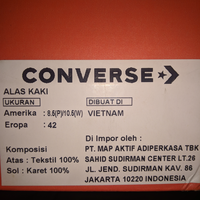 CONVERSE
ALAS KAKI
UKURAN DIBUAT DI
Amerika : 8.5(P)/10.5(W) VIETNAM
Eropa : 42
Di Impor oleh :
Komposisi PT. MAP AKTIF ADIPERKASA TBK
Atas : Tekstil 100% SAHID SUDIRMAN CENTER LT.26
Sol : Karet 100% JL. JEND. SUDIRMAN KAV. 86
JAKARTA 10220 INDONESIA